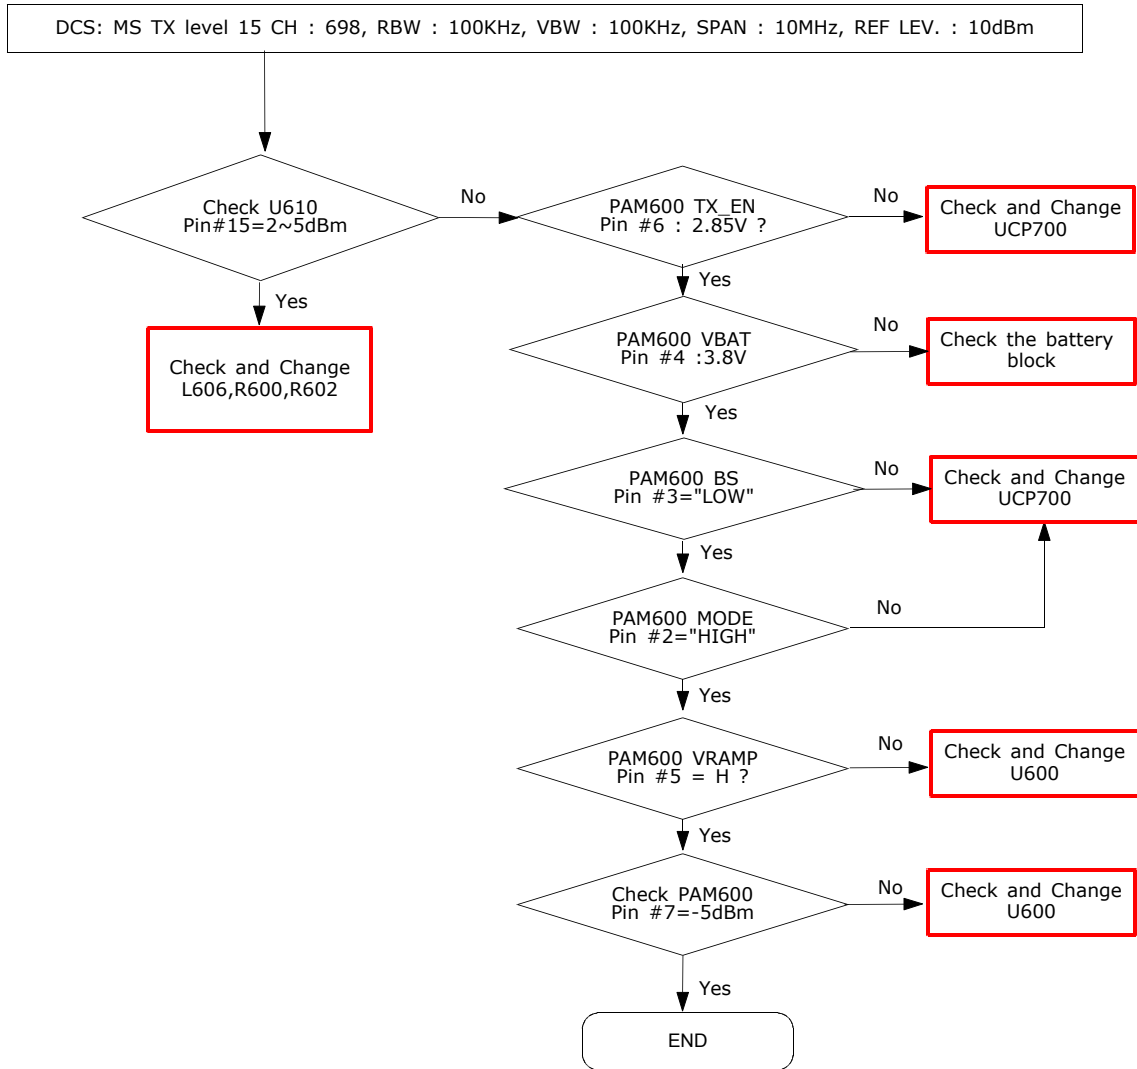 DCS: MS TX level 15 CH : 698, RBW : 100KHz, VBW : 100KHz, SPAN : 10MHz, REF LEV. : 10dBm
Check U610
Pin#15=2~5dBm
No
PAM600 TX_EN
Pin #6 : 2.85V ?
No
Check and Change
UCP700
Yes
Check and Change
L606,R600,R602
Yes
PAM600 VBAT
Pin #4 :3.8V
No
Check the battery
block
Yes
PAM600 BS
Pin #3="LOW"
No
Check and Change
UCP700
Yes
PAM600 MODE
Pin #2="HIGH"
No
Yes
PAM600 VRAMP
Pin #5 = H ?
No
Check and Change
U600
Yes
Check PAM600
Pin #7=-5dBm
No
Check and Change
U600
Yes
END